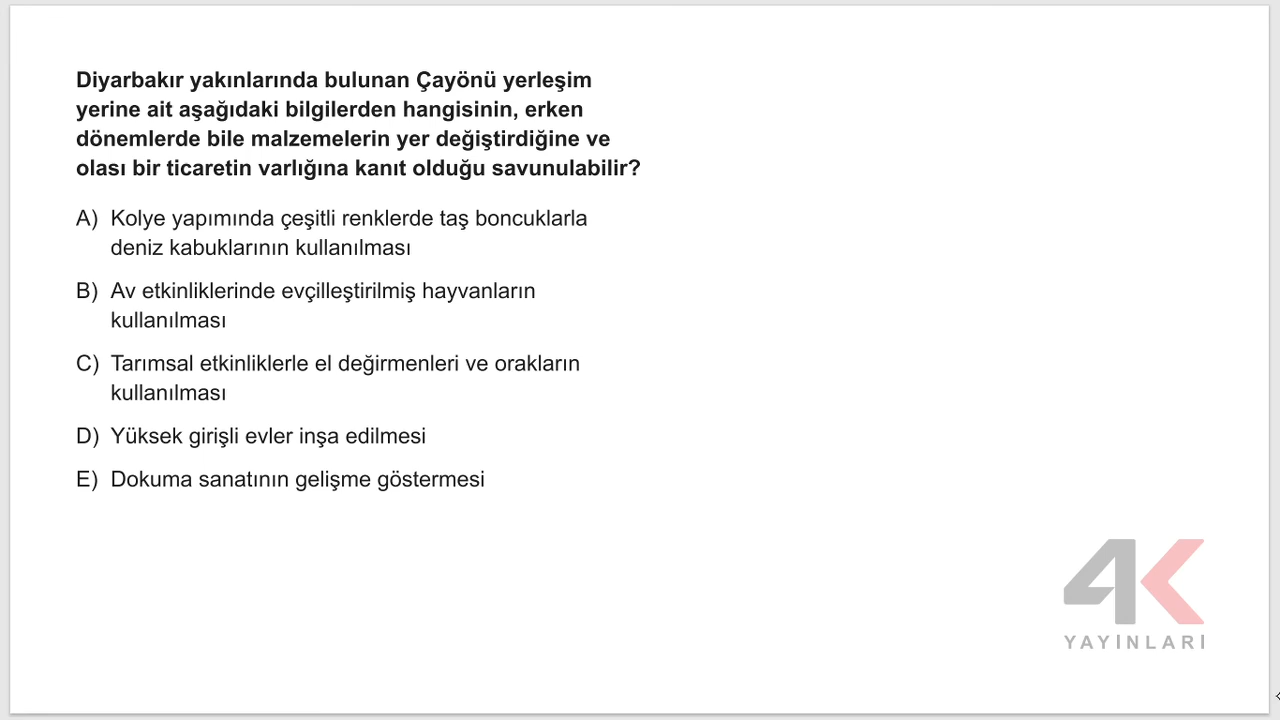 Diyarbakır yakınlarında bulunan Çayönü yerleşim
yerine ait aşağıdaki bilgilerden hangisinin, erken
dönemlerde bile malzemelerin yer değiştirdiğine ve
olası bir ticaretin varlığına kanıt olduğu savunulabilir?
A) Kolye yapımında çeşitli renklerde taş boncuklarla
deniz kabuklarının kullanılması
B) Av etkinliklerinde evçilleştirilmiş hayvanların
kullanılması
C) Tarımsal etkinliklerle el değirmenleri ve orakların
kullanılması
D) Yüksek girişli evler inşa edilmesi
E) Dokuma sanatının gelişme göstermesi
4K
YAYINLARI